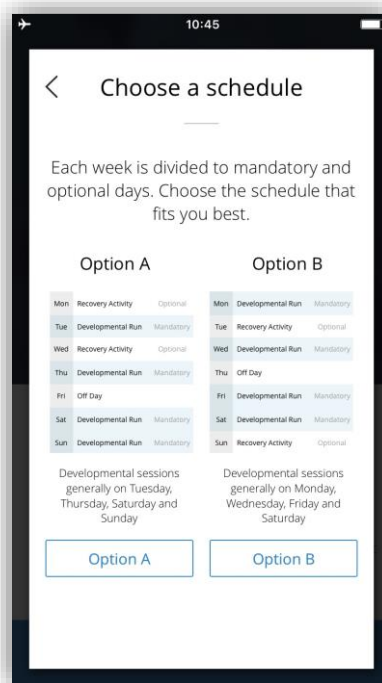 10:45
Choose a schedule
Each week is divided to mandatory and
optional days. Choose the schedule that
fits you best.
Option A
Mon Recovery Activity Optional
Tue Developmental Run Mandatory
Wed Recovery Activity Optional
Thu Developmental Run Mandatory
Fri Off Day
Sat Developmental Run Mandatory
Sun Developmental Run Mandatory
Developmental sessions
generally on Tuesday,
Thursday, Saturday and
Sunday
Option A
Option B
Mon Developmental Run Mandatory
Tue Recovery Activity Optional
Wed Developmental Run Mandatory
Thu Off Day
Fri Developmental Run Mandatory
Sat Developmental Run Mandatory
Sun Recovery Activity Optional
Developmental sessions
generally on Monday,
Wednesday, Friday and
Saturday
Option B